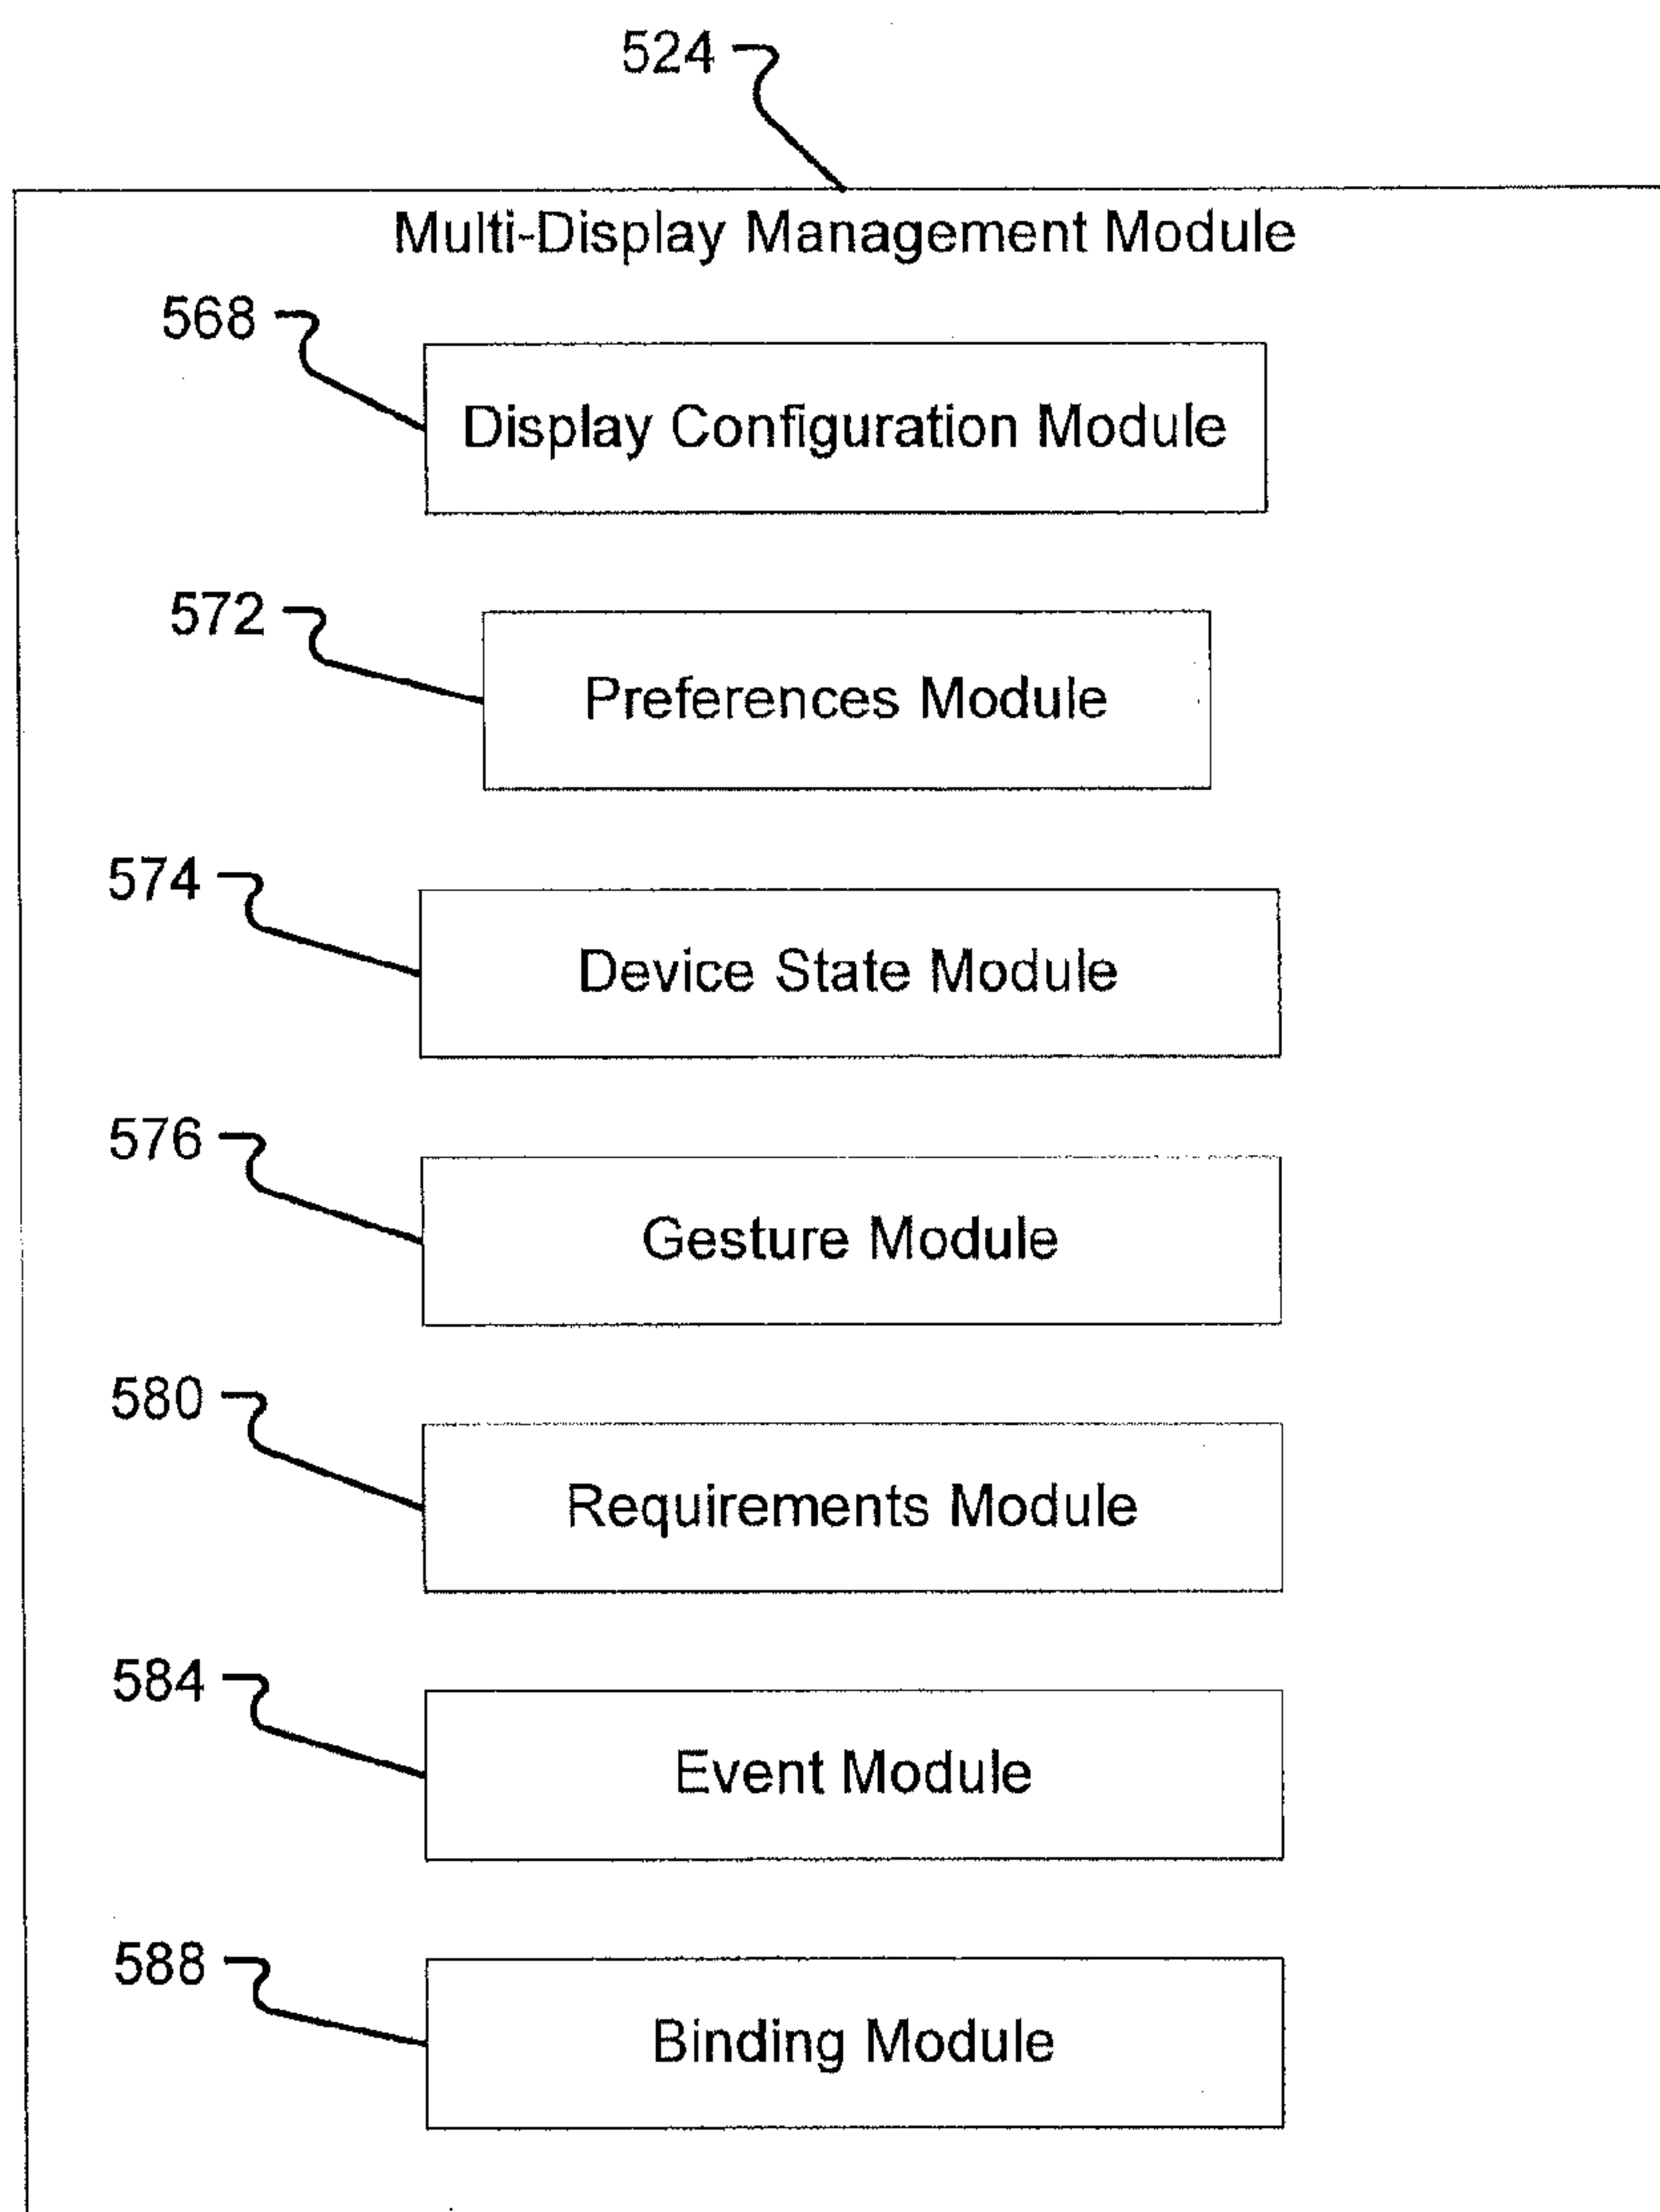 524
Multi-Display Management Module
568
Display Configuration Module
572
Preferences Module
574
Device State Module
576
Gesture Module
580
Requirements Module
584
Event Module
588
Binding Module